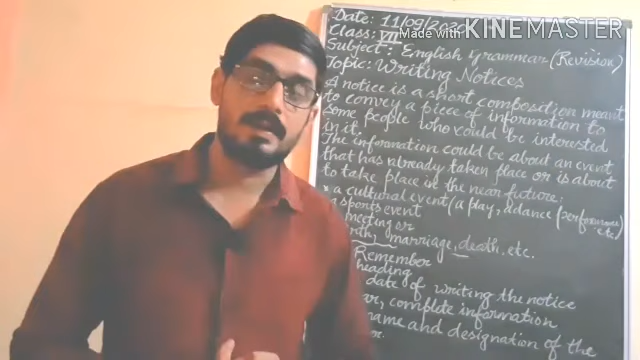 Date: 11/09/202
Made with KINEMASTER
Class: VII
Subject: English Grammar (Revision)
Topic: Writing Notices
A notice is a short composition meant
to convey a piece of information to
some people who could be interested
in it.
The information could be about an event
that has already taken place or is about
to take place in the near future:
* a cultural event (a play, a dance (performance) etc)
a sports event
meeting or
rth, marriage, death, etc.
Remember
heading
date of writing the notice
ar, complete information
name and designation of the